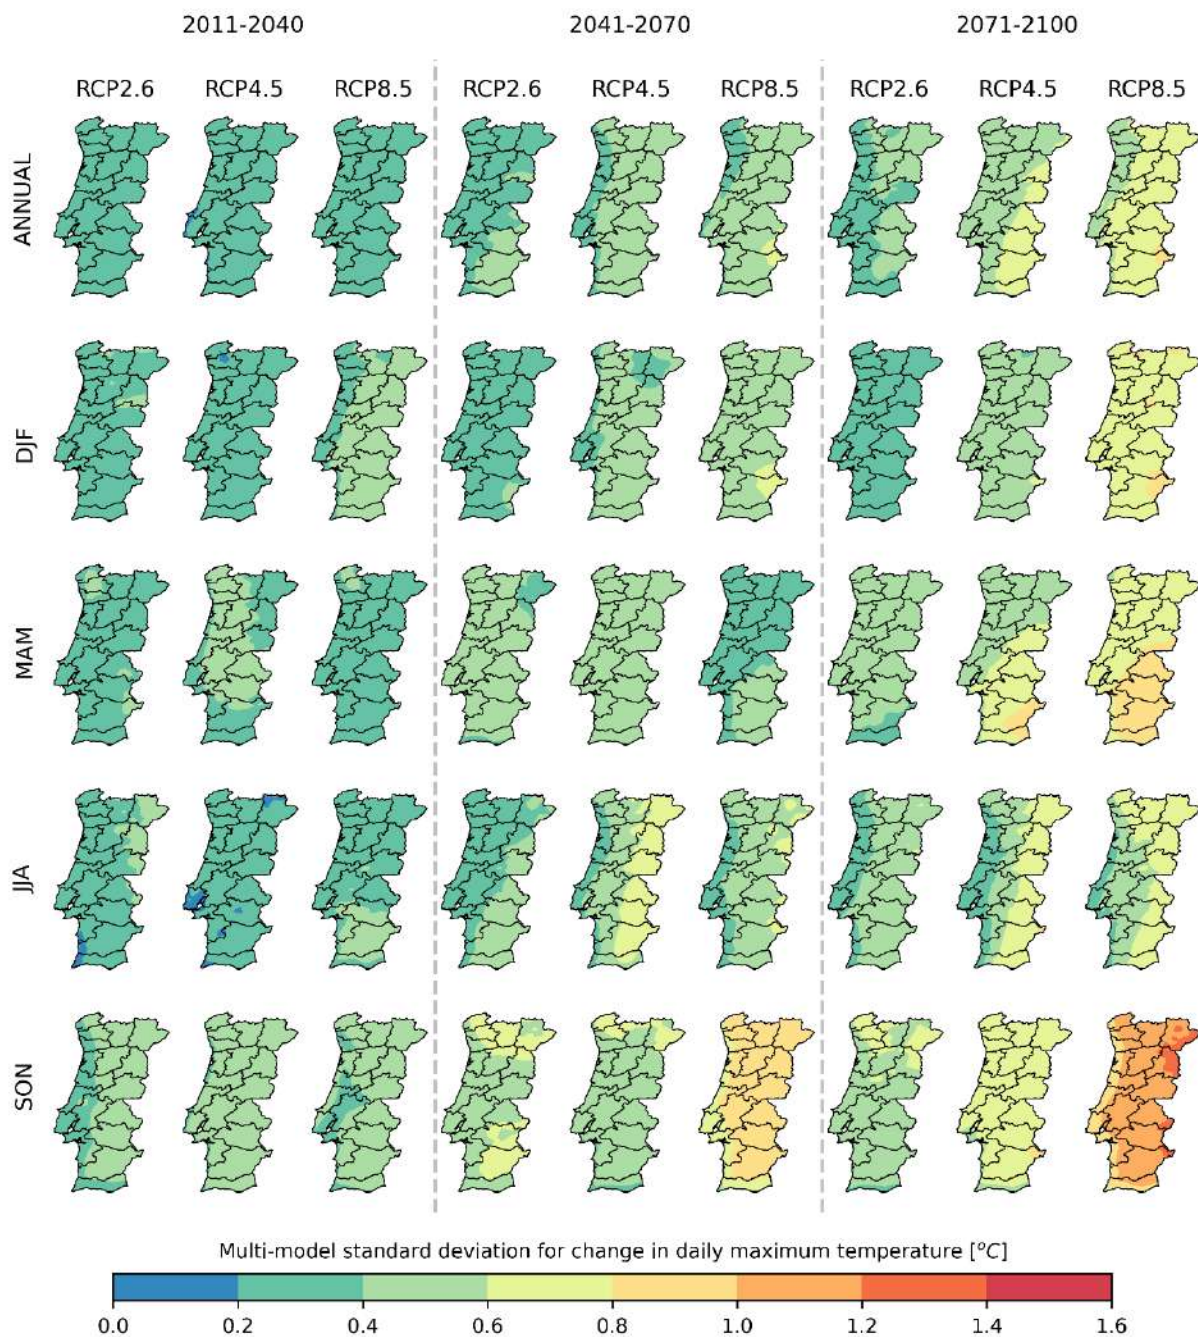 2011-2040 2041-2070 2071-2100
RCP2.6 RCP4.5 RCP8.5 RCP2.6 RCP4.5 RCP8.5 RCP2.6 RCP4.5 RCP8.5
ANNUAL
DJF
MAM
JJA
SON
Multi-model standard deviation for change in daily maximum temperature [°C]
0.0 0.2 0.4 0.6 0.8 1.0 1.2 1.4 1.6